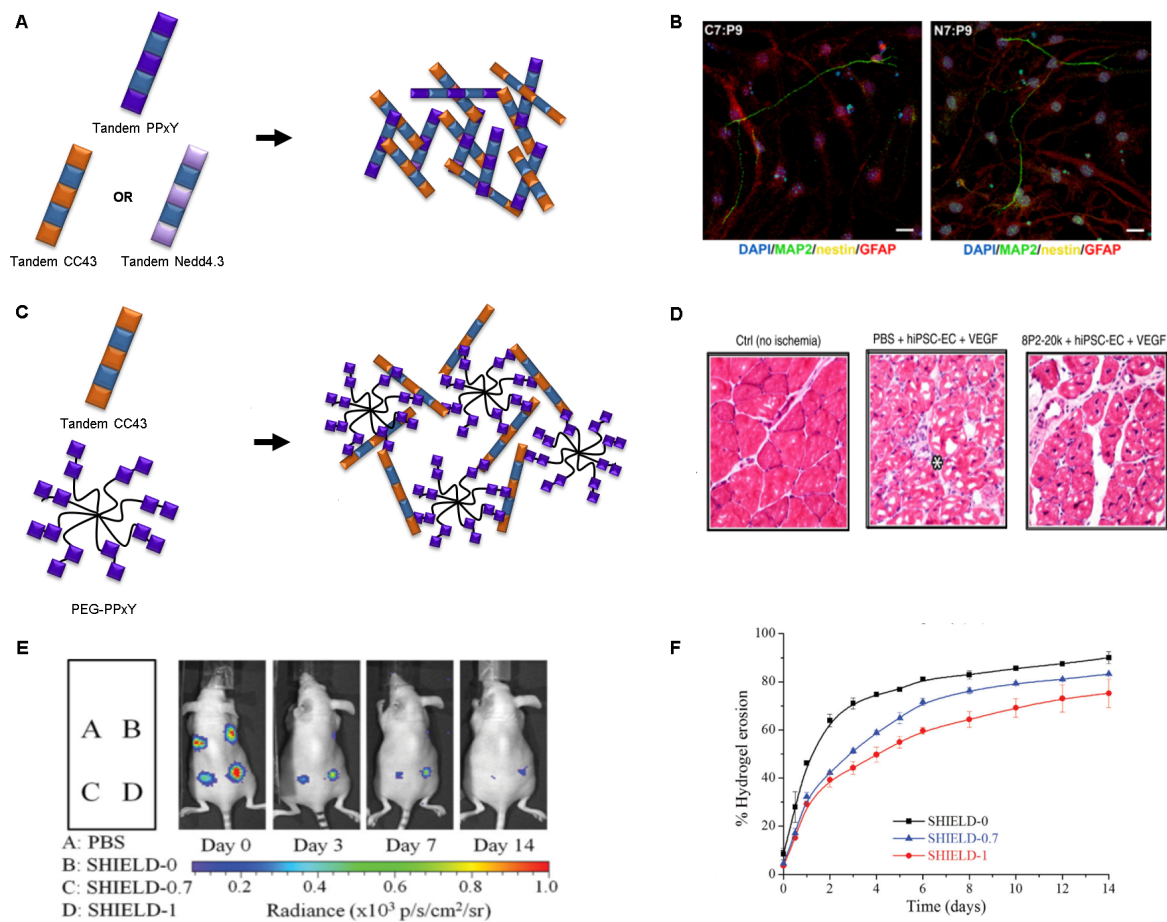 A
Tandem PPxY
OR
Tandem CC43
Tandem Nedd4.3
B
C7:P9
N7:P9
DAPI/MAP2/nestin/GFAP
DAPI/MAP2/nestin/GFAP
C
Tandem CC43
PEG-PPxY
D
Ctrl (no ischemia)
PBS + hiPSC-EC + VEGF
8P2-20k + hiPSC-EC + VEGF
*
E
A B
C D
Day 0
Day 3
Day 7
Day 14
A: PBS
B: SHIELD-0
C: SHIELD-0.7
D: SHIELD-1
0.2 0.4 0.6 0.8 1.0
Radiance (x10³ p/s/cm²/sr)
F
100
80
60
40
20
0
% Hydrogel erosion
SHIELD-0
SHIELD-0.7
SHIELD-1
0 2 4 6 8 10 12 14
Time (days)